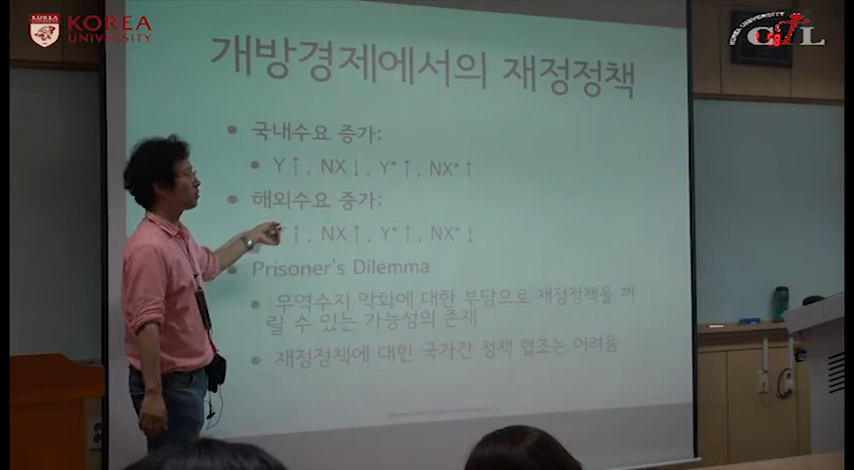 KOREA
UNIVERSITY
KOREA UNIVERSITY
CTL
개방경제에서의 재정정책
• 국내수요 증가:
• Y↑, NX↓, Y*↑, NX*↑
• 해외수요 증가:
↑, NX↑, Y*↑, NX*↓
• Prisoner's Dilemma
• 무역수지 악화에 대한 부담으로 재정정책을 꺼
릴 수 있는 가능성의 존재
• 재정정책에 대한 국가간 정책 협조는 어려움